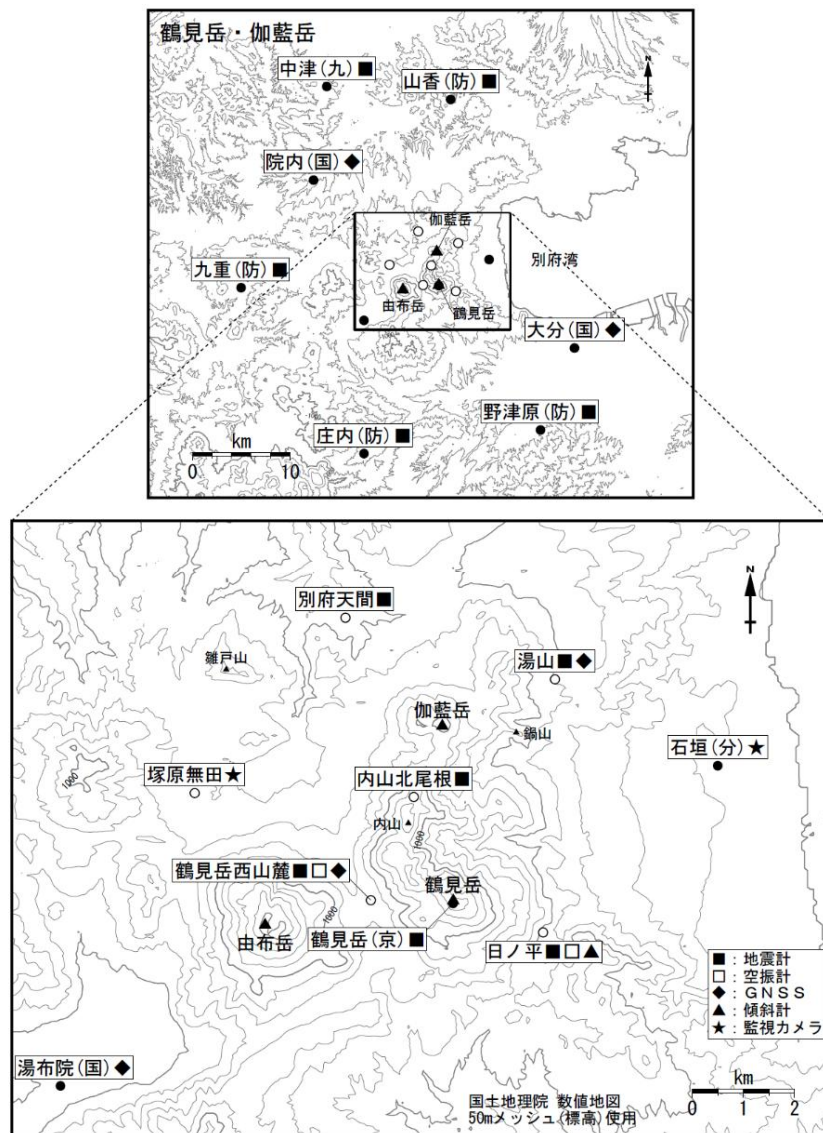 鶴見岳・伽藍岳
中津(九)■
山香(防)■
N
院内(国)◆
伽藍岳
九重(防)■
別府湾
由布岳
鶴見岳
大分(国)◆
野津原(防)■
庄内(防)■
km
0 10
別府天間■
N
雛戸山
湯山■◆
伽藍岳
鍋山
石垣(分)★
塚原無田★
内山北尾根■
1000
内山
1000
鶴見岳西山麓■□◆
鶴見岳
1000
由布岳
鶴見岳(京)■
日ノ平■□▲
■:地震計
□:空振計
◆:GNSS
▲:傾斜計
★:監視カメラ
湯布院(国)◆
km
0 1 2
国土地理院 数値地図
50mメッシュ(標高)使用